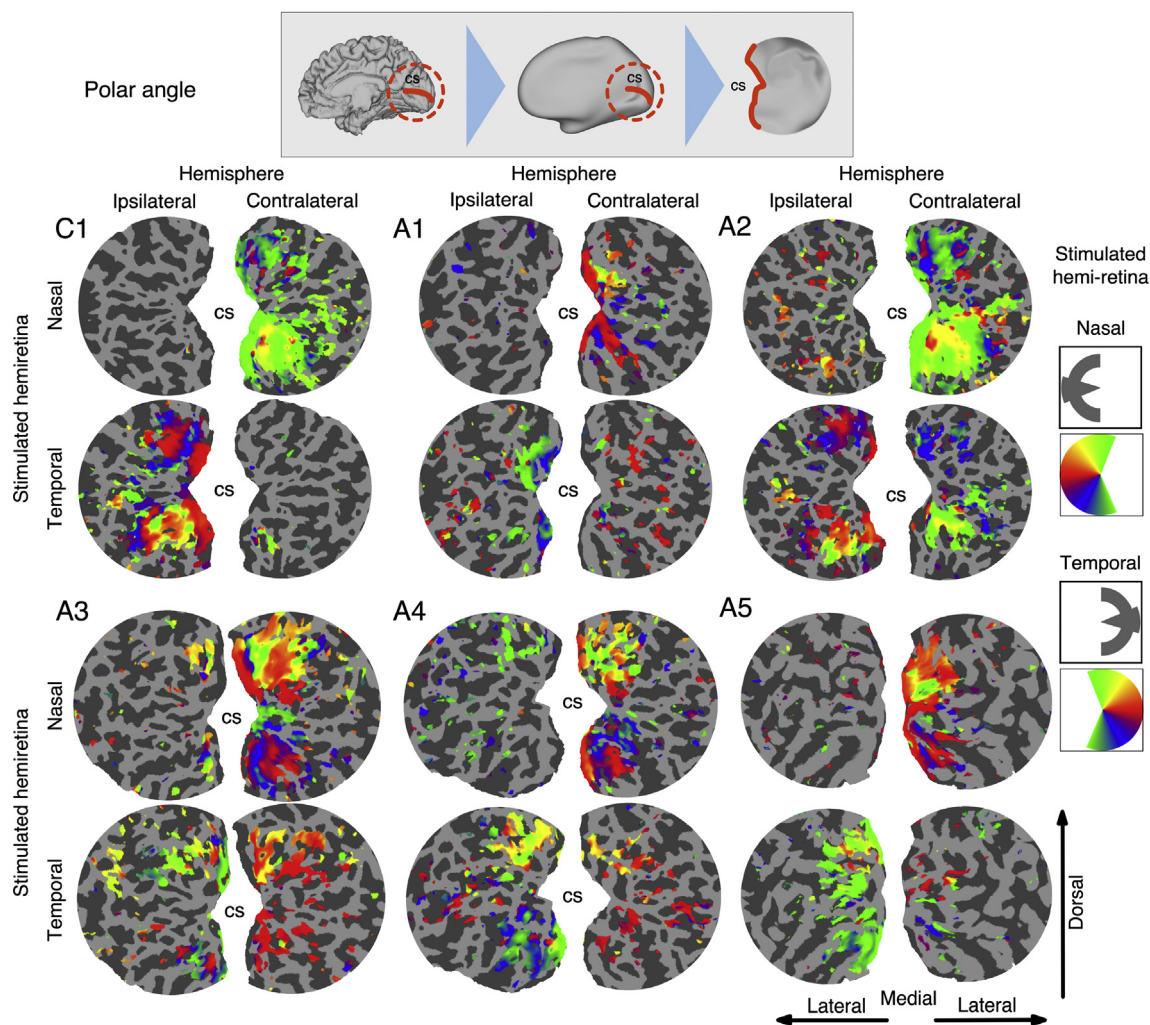 Polar angle
CS
CS
CS
Hemisphere
Ipsilateral Contralateral
Hemisphere
Ipsilateral Contralateral
Hemisphere
Ipsilateral Contralateral
C1
A1
A2
Stimulated hemiretina
Nasal
Temporal
CS
CS
CS
CS
CS
CS
Stimulated
hemi-retina
Nasal
Temporal
A3
A4
A5
Stimulated hemiretina
Nasal
Temporal
CS
CS
CS
CS
Dorsal
Lateral Medial Lateral